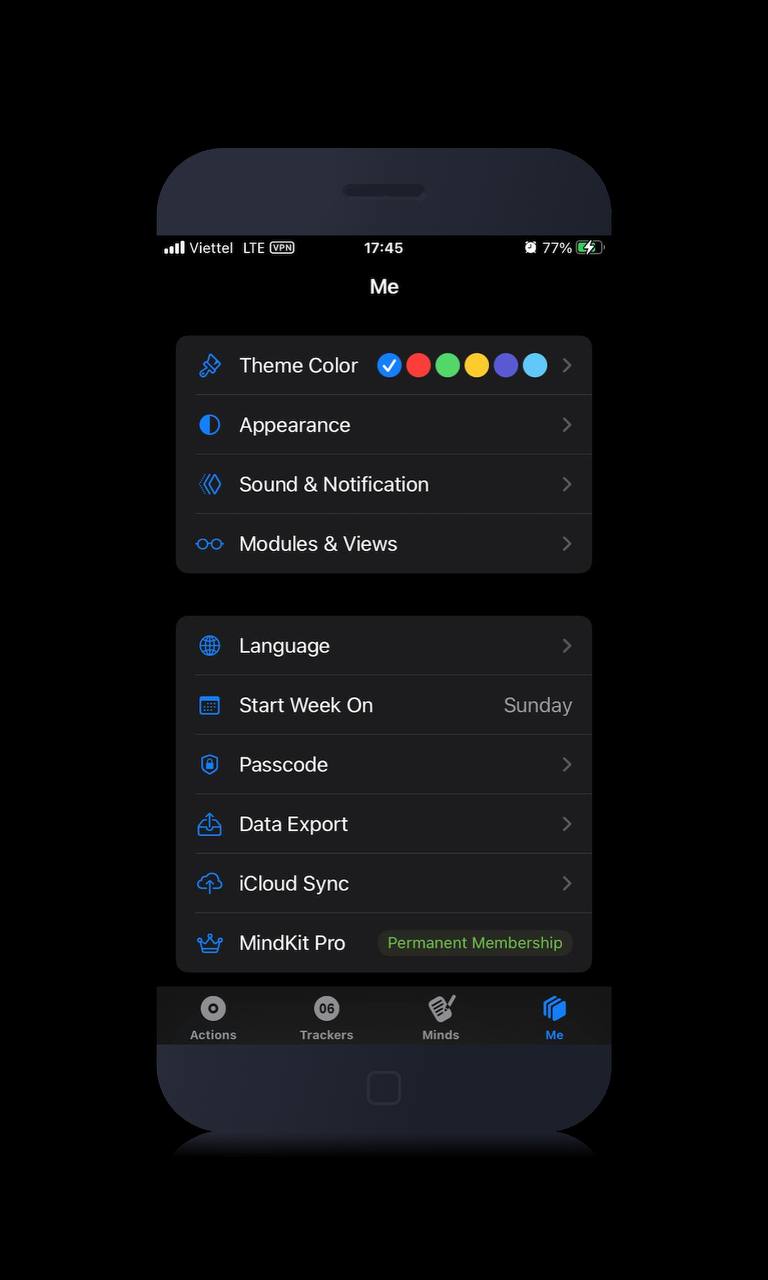 Viettel LTE VPN 17:45 77%
Me
Theme Color
Appearance
Sound & Notification
Modules & Views
Language
Start Week On Sunday
Passcode
Data Export
iCloud Sync
MindKit Pro Permanent Membership
06
Actions Trackers Minds Me